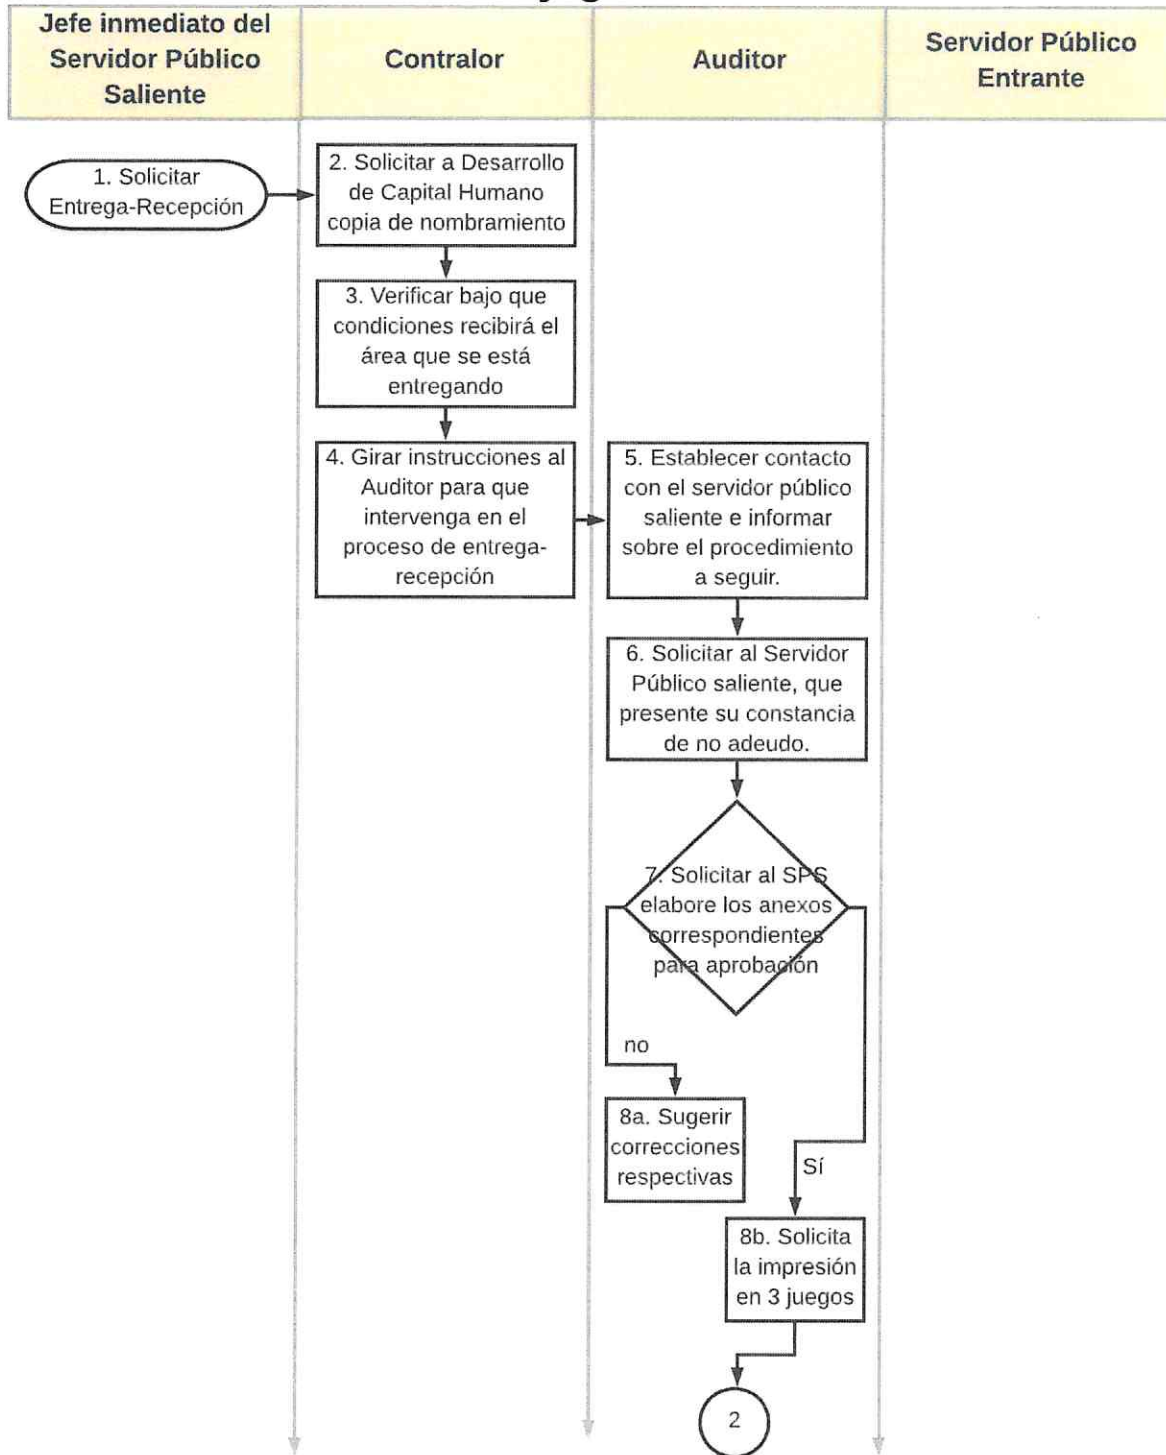 Jefe inmediato del
Servidor Público
Saliente
Contralor
Auditor
Servidor Público
Entrante
1. Solicitar
Entrega-Recepción
2. Solicitar a Desarrollo
de Capital Humano
copia de nombramiento
3. Verificar bajo que
condiciones recibirá el
área que se está
entregando
4. Girar instrucciones al
Auditor para que
intervenga en el
proceso de entrega-
recepción
5. Establecer contacto
con el servidor público
saliente e informar
sobre el procedimiento
a seguir.
6. Solicitar al Servidor
Público saliente, que
presente su constancia
de no adeudo.
7. Solicitar al SPS
elabore los anexos
correspondientes
para aprobación
no
8a. Sugerir
correcciones
respectivas
Sí
8b. Solicita
la impresión
en 3 juegos
2